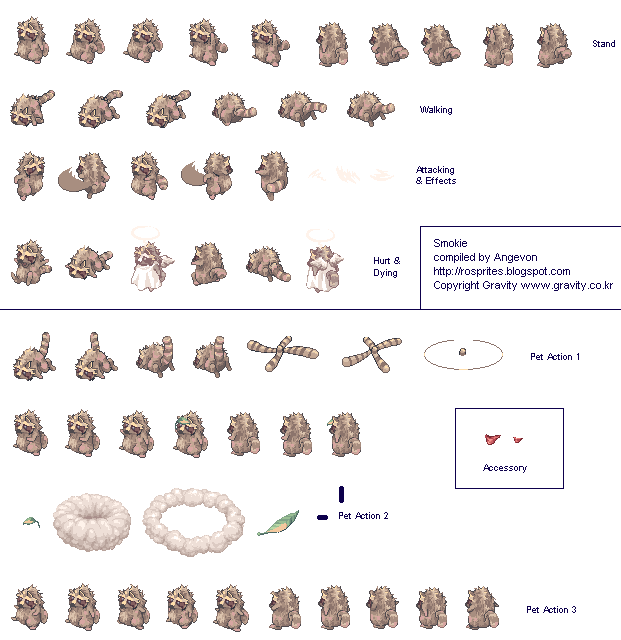 Stand
Walking
Attacking
& Effects
Hurt &
Dying
Smokie
compiled by Angevon
http://rosprites.blogspot.com
Copyright Gravity www.gravity.co.kr
Pet Action 1
Accessory
Pet Action 2
Pet Action 3